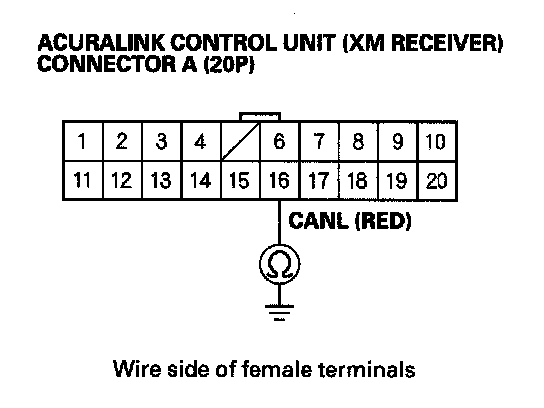 ACURALINK CONTROL UNIT (XM RECEIVER)
CONNECTOR A (20P)
1 2 3 4 6 7 8 9 10
11 12 13 14 15 16 17 18 19 20
CANL (RED)
Ω
Wire side of female terminals